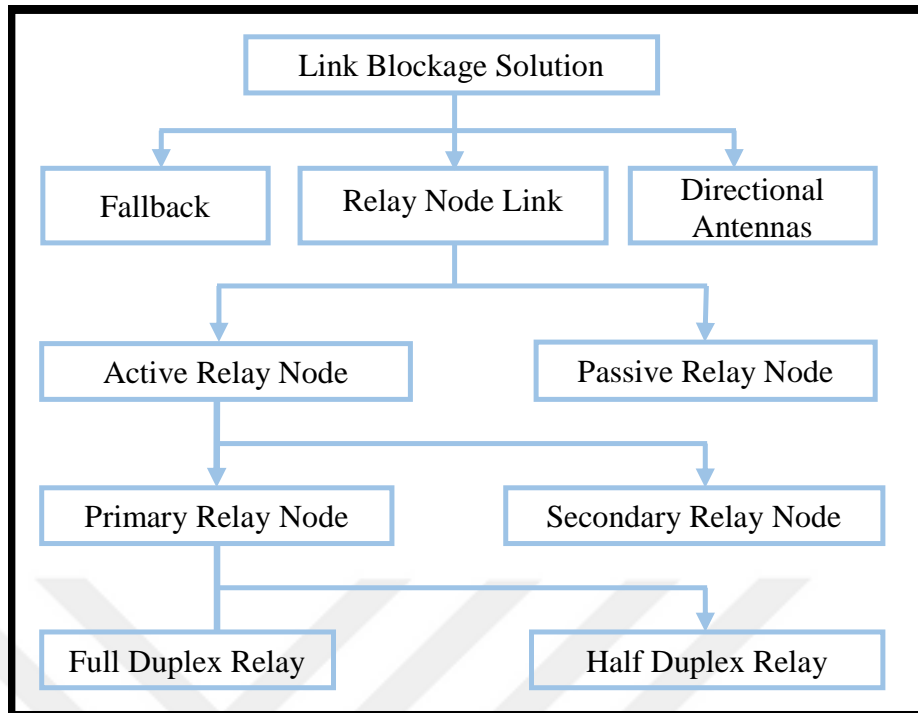 Link Blockage Solution
Fallback
Relay Node Link
Directional
Antennas
Active Relay Node
Passive Relay Node
Primary Relay Node
Secondary Relay Node
Full Duplex Relay
Half Duplex Relay